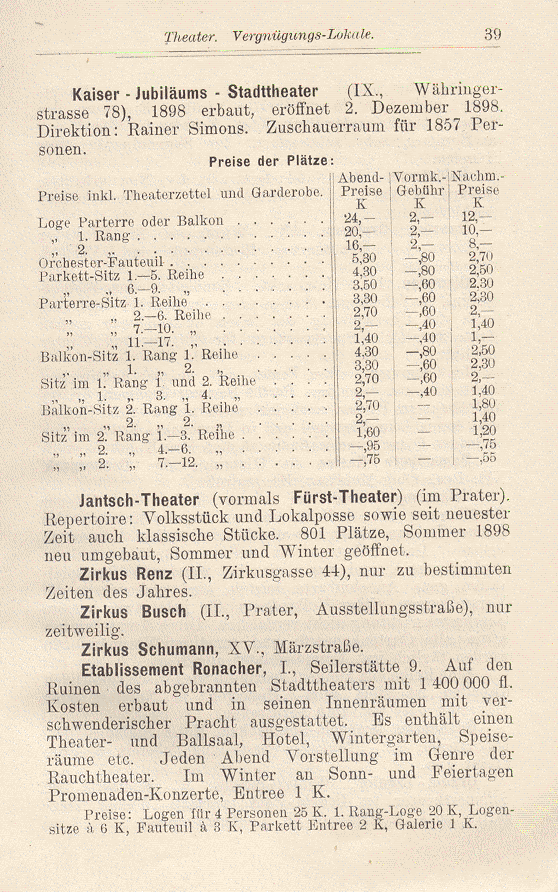 Theater. Vergnügungs-Lokale. 39
Kaiser - Jubiläums - Stadttheater (IX., Währinger-
strasse 78), 1898 erbaut, eröffnet 2. Dezember 1898.
Direktion: Rainer Simons. Zuschauerraum für 1857 Per-
sonen.
Preise der Plätze:
Preise inkl. Theaterzettel und Garderobe. Abend-Preise K Vormk.-Gebühr K Nachm.-Preise K
Loge Parterre oder Balkon . . . . . . 24,— 2,— 12,—
„ 1. Rang . . . . . . . . . . . . 20,— 2,— 10,—
„ 2. „ . . . . . . . . . . . . 16,— 2,— 8,—
Orchester-Fauteuil . . . . . . . . . . 5,30 —,80 2,70
Parkett-Sitz 1.—5. Reihe . . . . . . . 4,30 —,80 2,50
„ „ 6.—9. „ . . . . . . . 3,50 —,60 2.30
Parterre-Sitz 1. Reihe . . . . . . . . 3,30 —,60 2,30
„ „ 2.—6. Reihe . . . . . . 2,70 —,60 2,—
„ „ 7.—10. „ . . . . . . 2,— —,40 1,40
„ „ 11.—17. „ . . . . . . 1,40 —,40 1,—
Balkon-Sitz 1. Rang 1. Reihe . . . . . 4,30 —,80 2,50
„ „ 1. „ 2. „ . . . . . 3,30 —,60 2,30
Sitz im 1. Rang 1. und 2. Reihe . . . . 2,70 —,60 2,—
„ „ 1. „ 3. „ 4. „ . . . . 2,— —,40 1,40
Balkon-Sitz 2. Rang 1. Reihe . . . . . 2,70 — 1,80
„ „ 2. „ 2. „ . . . . . 2,— — 1,40
Sitz im 2. Rang 1.—3. Reihe . . . . . 1,60 — 1,20
„ „ 2. „ 4.—6. „ . . . . . —,95 — —,75
„ „ 2. „ 7.—12. „ . . . . . —,75 — —,55
Jantsch-Theater (vormals Fürst-Theater) (im Prater).
Repertoire: Volksstück und Lokalposse sowie seit neuester
Zeit auch klassische Stücke. 801 Plätze, Sommer 1898
neu umgebaut, Sommer und Winter geöffnet.
Zirkus Renz (II., Zirkusgasse 44), nur zu bestimmten
Zeiten des Jahres.
Zirkus Busch (II., Prater, Ausstellungsstraße), nur
zeitweilig.
Zirkus Schumann, XV., Märzstraße.
Etablissement Ronacher, I., Seilerstätte 9. Auf den
Ruinen des abgebrannten Stadttheaters mit 1 400 000 fl.
Kosten erbaut und in seinen Innenräumen mit ver-
schwenderischer Pracht ausgestattet. Es enthält einen
Theater- und Ballsaal, Hotel, Wintergarten, Speise-
räume etc. Jeden Abend Vorstellung im Genre der
Rauchtheater. Im Winter an Sonn- und Feiertagen
Promenaden-Konzerte, Entree 1 K.
Preise: Logen für 4 Personen 25 K. 1. Rang-Loge 20 K, Logen-
sitze à 6 K, Fauteuil à 3 K, Parkett Entree 2 K, Galerie 1 K.